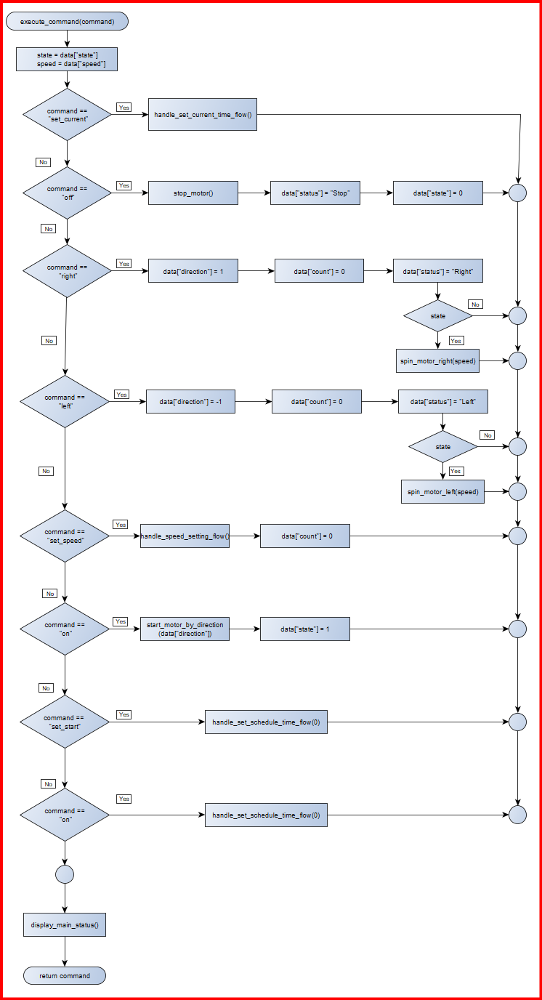 execute_command(command)
state = data["state"]
speed = data["speed"]
command ==
"set_current"
Yes
handle_set_current_time_flow()
No
command ==
"off"
Yes
stop_motor()
data["status"] = "Stop"
data["state"] = 0
No
command ==
"right"
Yes
data["direction"] = 1
data["count"] = 0
data["status"] = "Right"
state
No
Yes
spin_motor_right(speed)
No
command ==
"left"
Yes
data["direction"] = -1
data["count"] = 0
data["status"] = "Left"
state
No
Yes
spin_motor_left(speed)
No
command ==
"set_speed"
Yes
handle_speed_setting_flow()
data["count"] = 0
No
command ==
"on"
Yes
start_motor_by_direction
(data["direction"])
data["state"] = 1
No
command ==
"set_start"
Yes
handle_set_schedule_time_flow(0)
No
command ==
"on"
Yes
handle_set_schedule_time_flow(0)
display_main_status()
return command